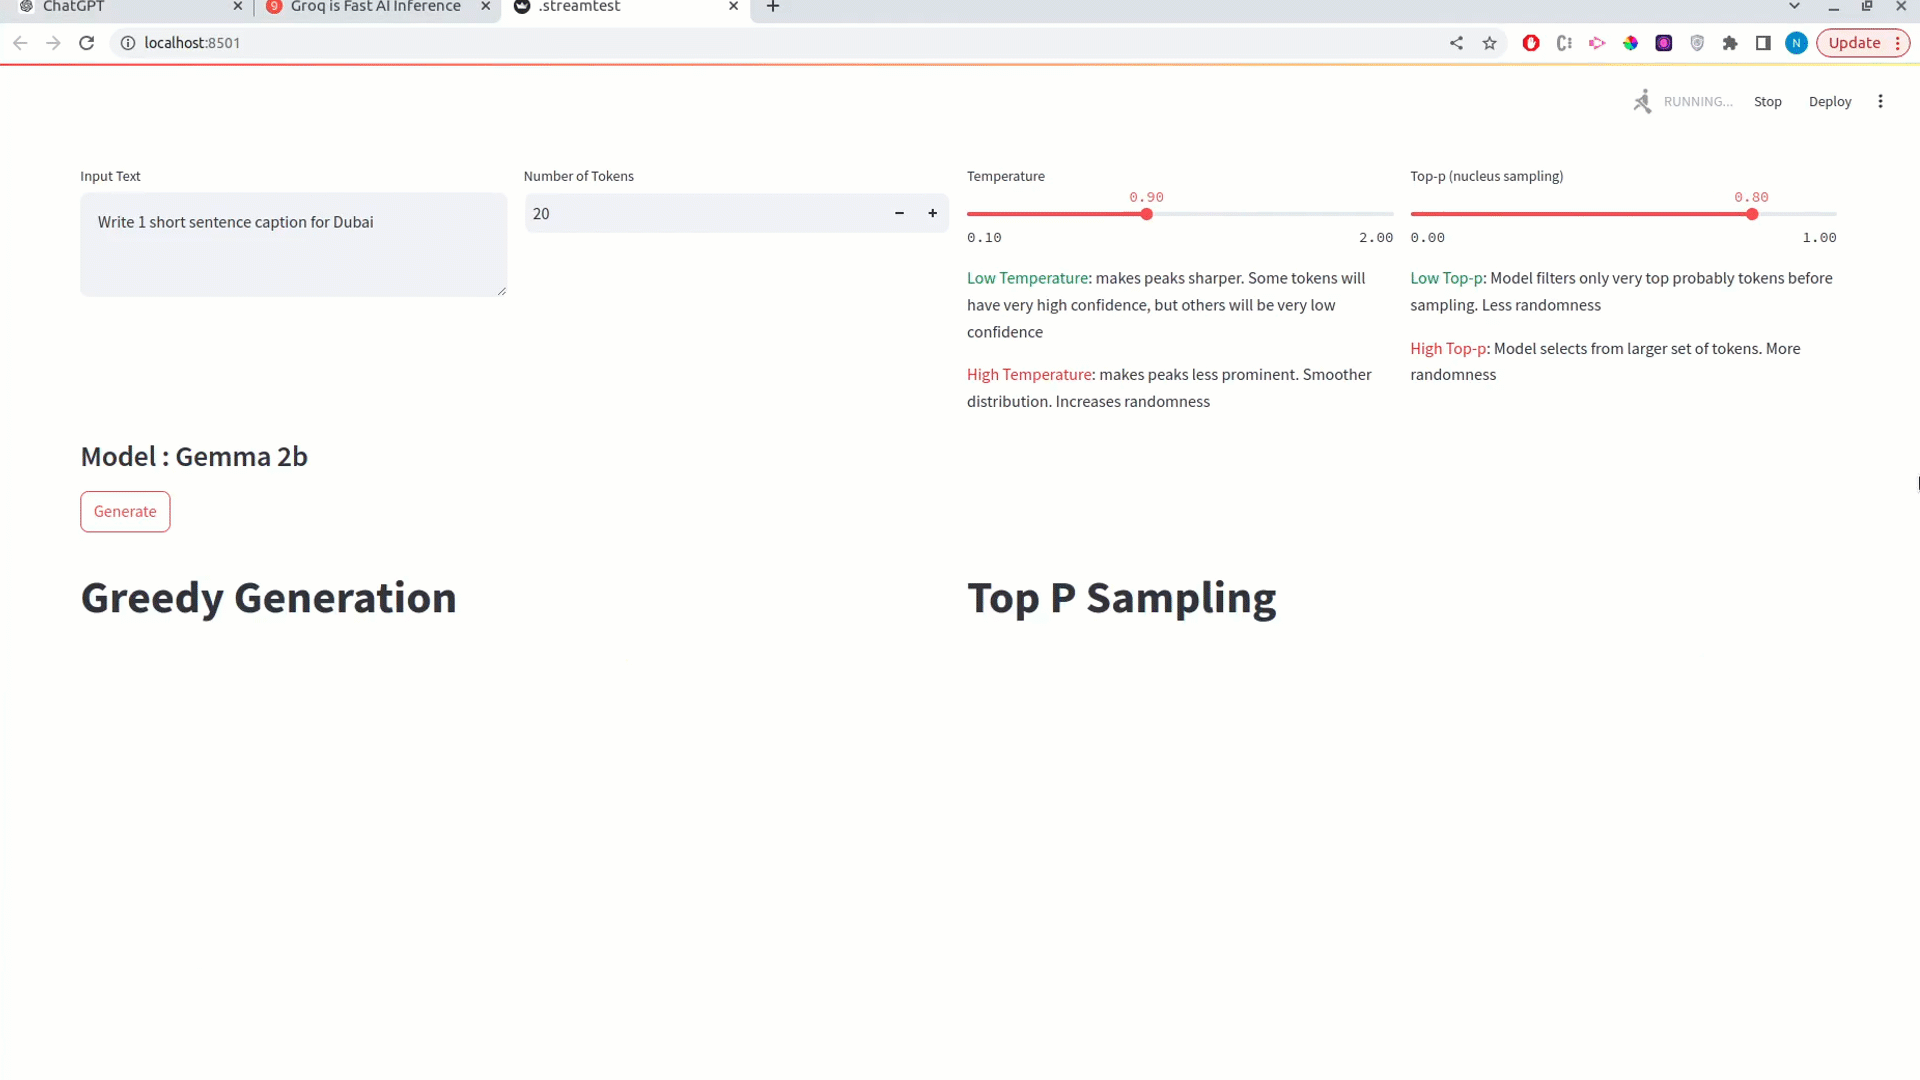 ChatGPT
Groq is Fast AI Inference
.streamtest
localhost:8501
N
Update
RUNNING...
Stop
Deploy
Input Text
Write 1 short sentence caption for Dubai
Number of Tokens
20
Temperature
0.90
0.10
2.00
Low Temperature: makes peaks sharper. Some tokens will
have very high confidence, but others will be very low
confidence
High Temperature: makes peaks less prominent. Smoother
distribution. Increases randomness
Top-p (nucleus sampling)
0.80
0.00
1.00
Low Top-p: Model filters only very top probably tokens before
sampling. Less randomness
High Top-p: Model selects from larger set of tokens. More
randomness
Model : Gemma 2b
Generate
Greedy Generation
Top P Sampling